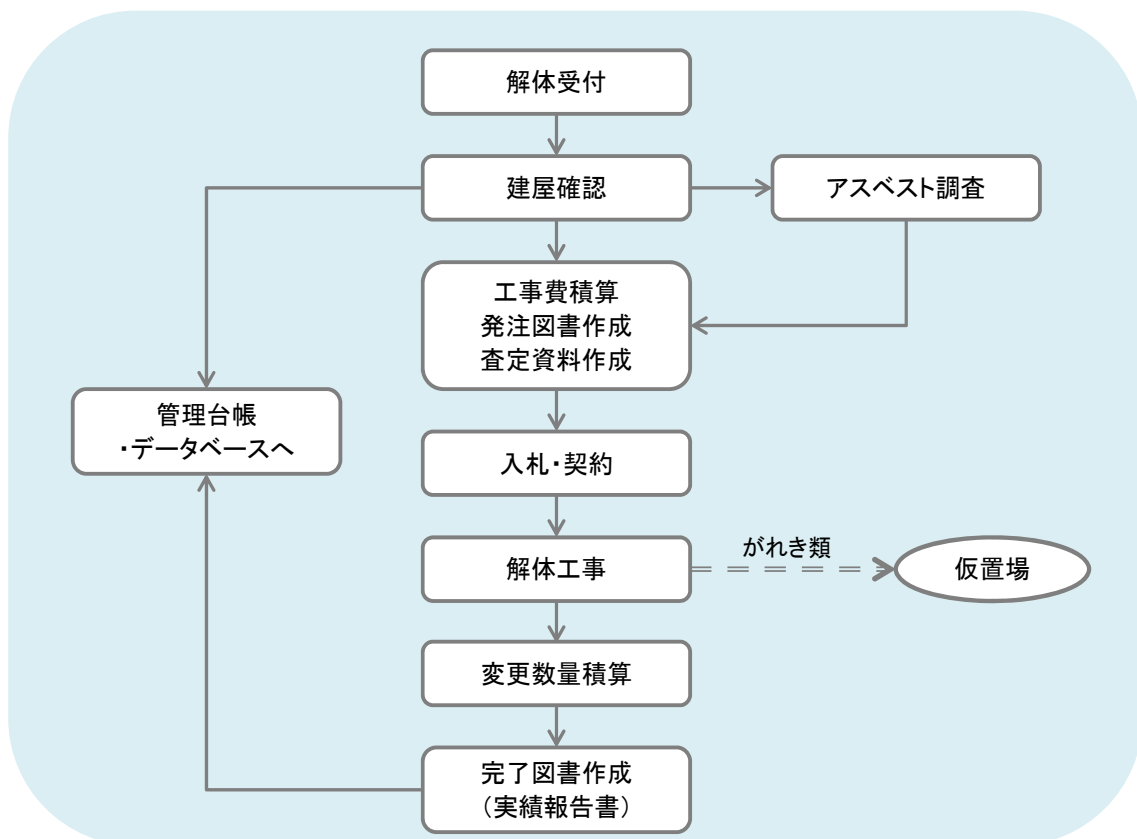 解体受付
建屋確認
アスベスト調査
工事費積算
発注図書作成
査定資料作成
管理台帳
・データベースへ
入札・契約
解体工事
がれき類
仮置場
変更数量積算
完了図書作成
（実績報告書）